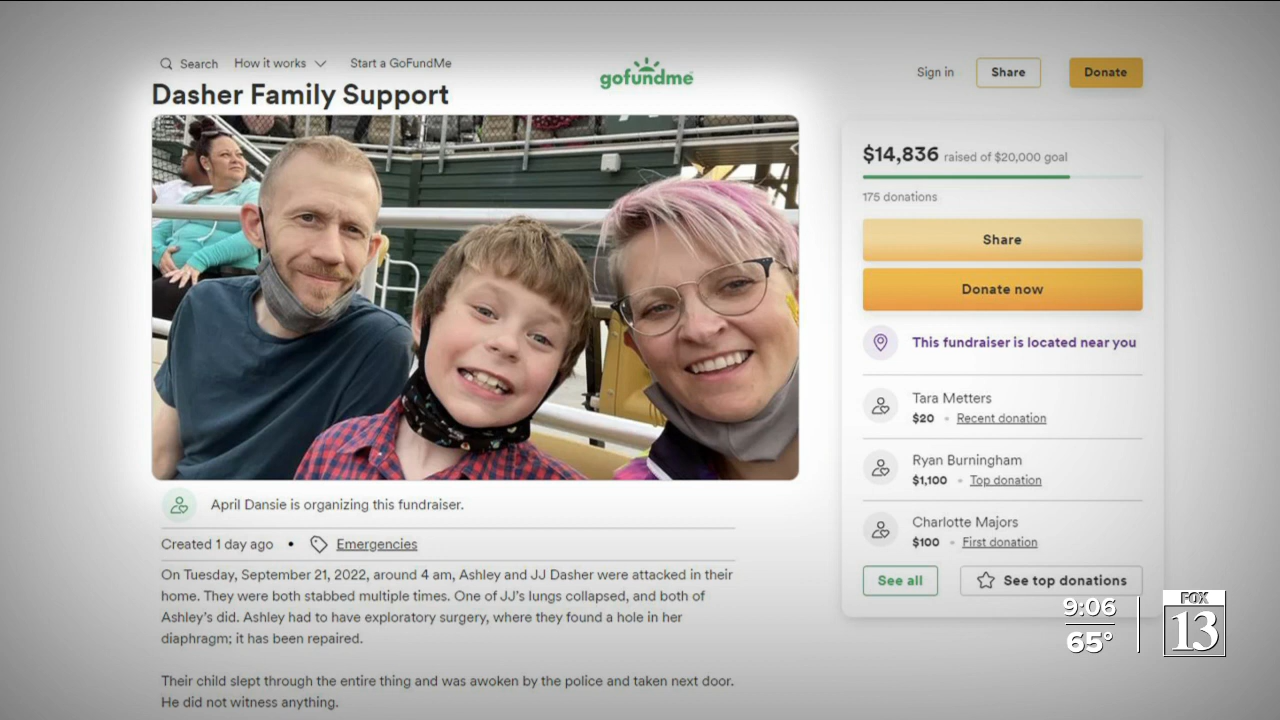 Search How it works Start a GoFundMe
gofundme
Sign in Share Donate
Dasher Family Support
$14,836 raised of $20,000 goal
175 donations
Share
Donate now
This fundraiser is located near you
Tara Metters
$20 • Recent donation
Ryan Burningham
$1,100 • Top donation
Charlotte Majors
$100 • First donation
See all See top donations
April Dansie is organizing this fundraiser.
Created 1 day ago • Emergencies
On Tuesday, September 21, 2022, around 4 am, Ashley and JJ Dasher were attacked in their
home. They were both stabbed multiple times. One of JJ's lungs collapsed, and both of
Ashley's did. Ashley had to have exploratory surgery, where they found a hole in her
diaphragm; it has been repaired.
Their child slept through the entire thing and was awoken by the police and taken next door.
He did not witness anything.
9:06
65°
FOX
13